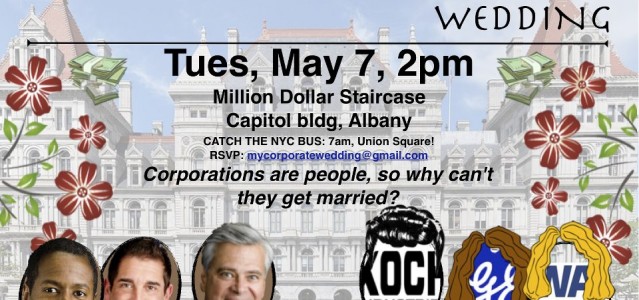 WEDDING
Tues, May 7, 2pm
Million Dollar Staircase
Capitol bldg, Albany
CATCH THE NYC BUS: 7am, Union Square!
RSVP: mycorporatewedding@gmail.com
Corporations are people, so why can't
they get married?
KOCH